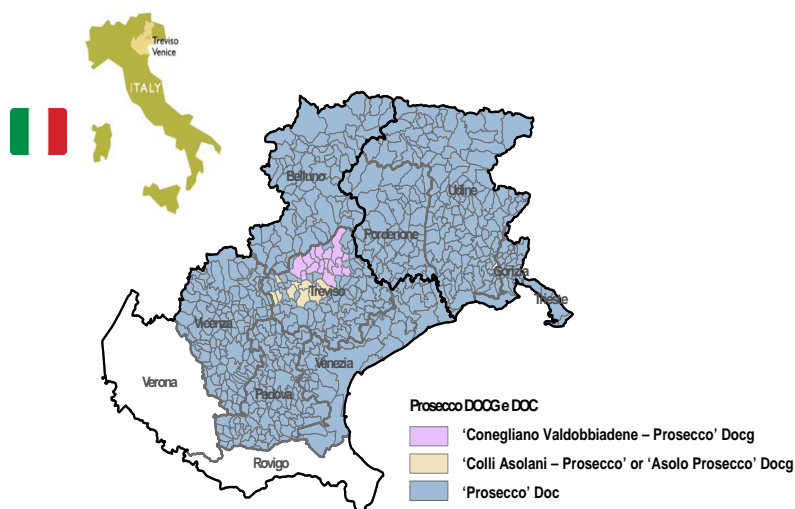 Treviso
Venice
ITALY
Belluno
Udine
Pordenone
Gorizia
Treviso
Trieste
Vicenza
Venezia
Verona
Padova
Rovigo
Prosecco DOCG e DOC
‘Conegliano Valdobbiadene – Prosecco’ Docg
‘Colli Asolani – Prosecco’ or ‘Asolo Prosecco’ Docg
‘Prosecco’ Doc